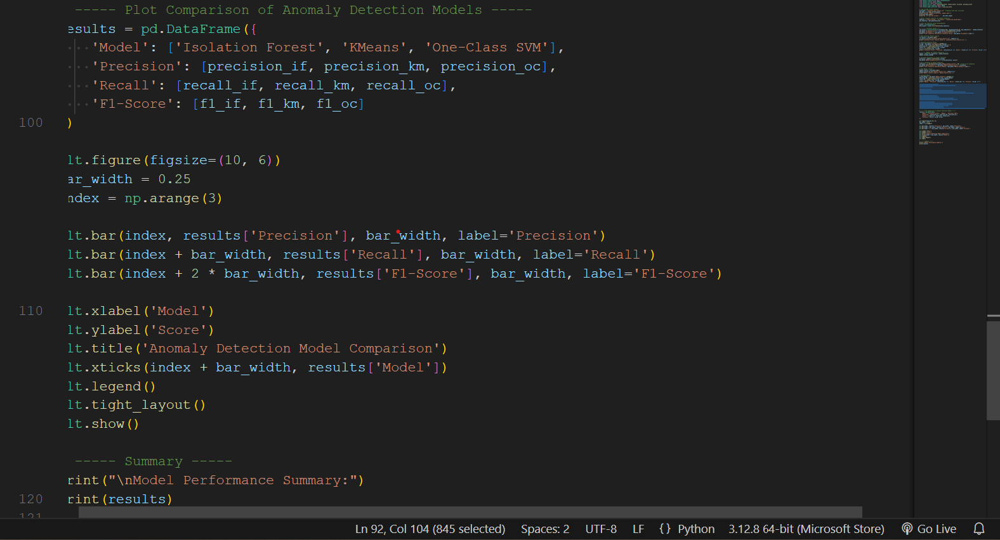 ----- Plot Comparison of Anomaly Detection Models -----
esults = pd.DataFrame({
'Model': ['Isolation Forest', 'KMeans', 'One-Class SVM'],
'Precision': [precision_if, precision_km, precision_oc],
'Recall': [recall_if, recall_km, recall_oc],
'F1-Score': [f1_if, f1_km, f1_oc]
100 )
lt.figure(figsize=(10, 6))
ar_width = 0.25
ndex = np.arange(3)
lt.bar(index, results['Precision'], bar_width, label='Precision')
lt.bar(index + bar_width, results['Recall'], bar_width, label='Recall')
lt.bar(index + 2 * bar_width, results['F1-Score'], bar_width, label='F1-Score')
110 lt.xlabel('Model')
lt.ylabel('Score')
lt.title('Anomaly Detection Model Comparison')
lt.xticks(index + bar_width, results['Model'])
lt.legend()
lt.tight_layout()
lt.show()
----- Summary -----
rint("\nModel Performance Summary:")
120 rint(results)
121
Ln 92, Col 104 (845 selected) Spaces: 2 UTF-8 LF {} Python 3.12.8 64-bit (Microsoft Store) Go Live